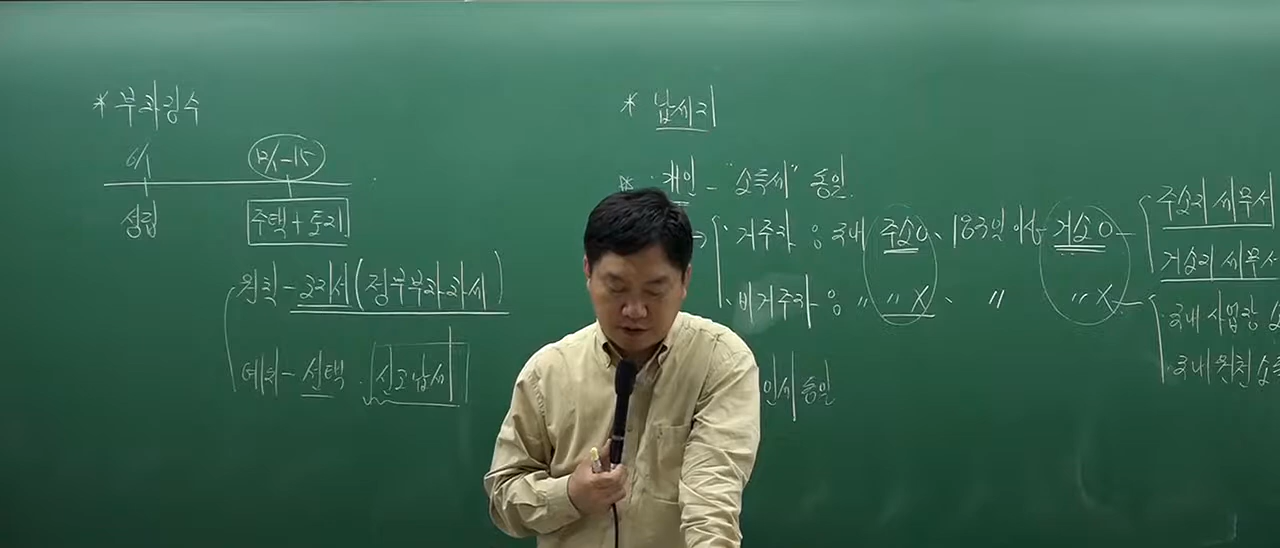 * 부과징수
6/1 12/1-15
성립 주택+토지
원칙 - 고지서(정부부과과세)
예외 - 선택. 신고납세
* 납세지
* 개인 - "소득세" 동일.
→ 거주자 : 국내 주소O, 183일 이상 거소O
비거주자 : 〃 〃 X, 〃 〃 X
인세 동일
주소지 세무서
거소지 세무서
국내 사업장
국내 원천